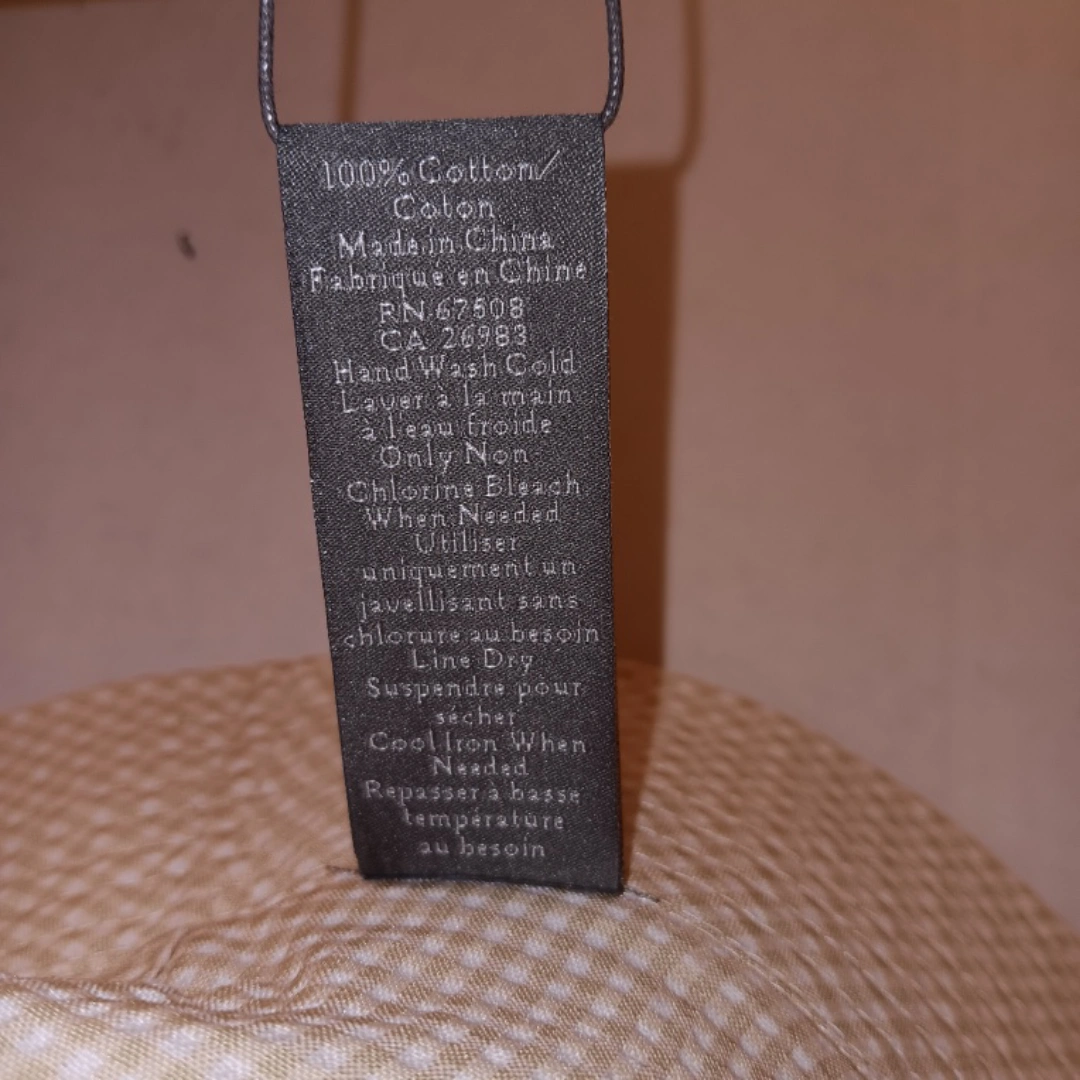 100% Cotton/
Coton
Made in China
Fabrique en Chine
RN 67508
CA 26983
Hand Wash Cold
Laver à la main
à l'eau froide
Only Non-
Chlorine Bleach
When Needed
Utiliser
uniquement un
javellisant sans
chlorure au besoin
Line Dry
Suspendre pour
sécher
Cool Iron When
Needed
Repasser à basse
température
au besoin